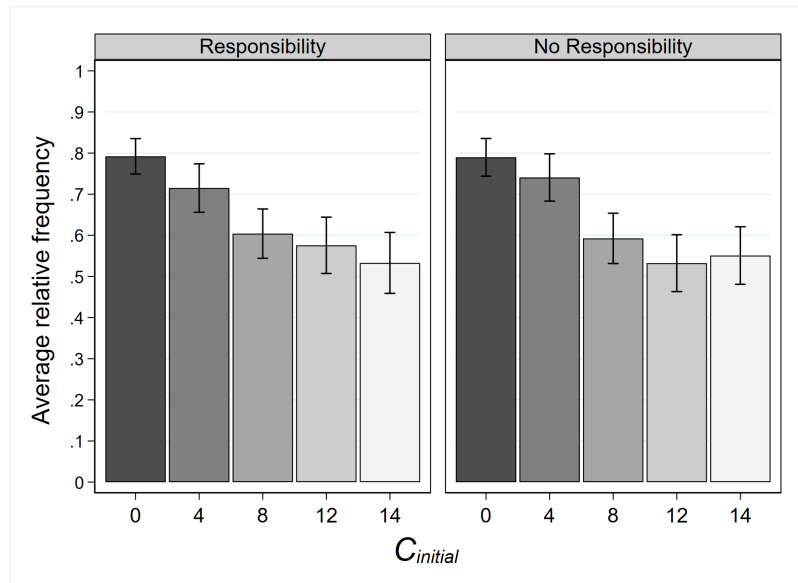 Responsibility
No Responsibility
Average relative frequency
1
.9
.8
.7
.6
.5
.4
.3
.2
.1
0
0 4 8 12 14
0 4 8 12 14
Cinitial